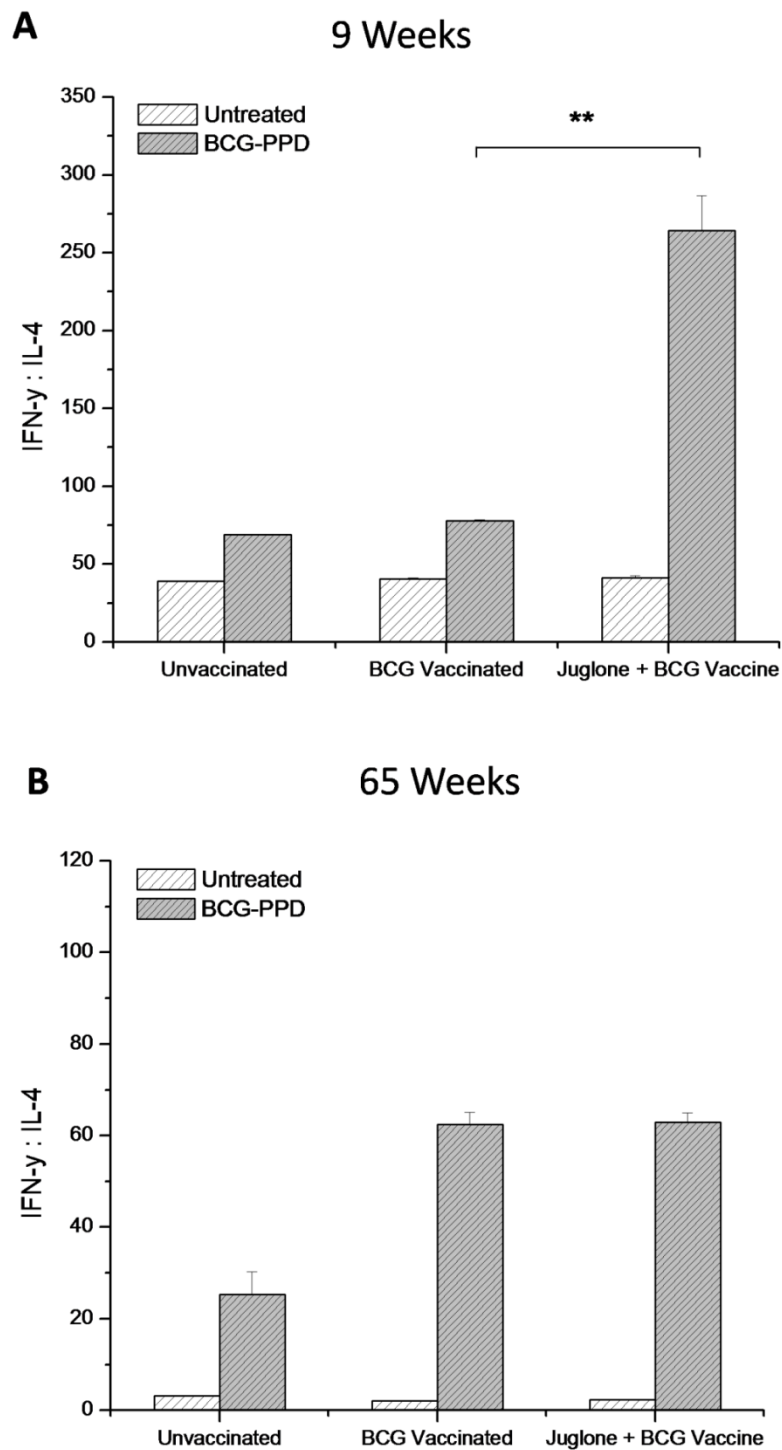 A
9 Weeks
350
300
250
200
150
100
50
0
IFN-y : IL-4
Untreated
BCG-PPD
**
Unvaccinated
BCG Vaccinated
Juglone + BCG Vaccine
B
65 Weeks
120
100
80
60
40
20
0
IFN-y : IL-4
Untreated
BCG-PPD
Unvaccinated
BCG Vaccinated
Juglone + BCG Vaccine